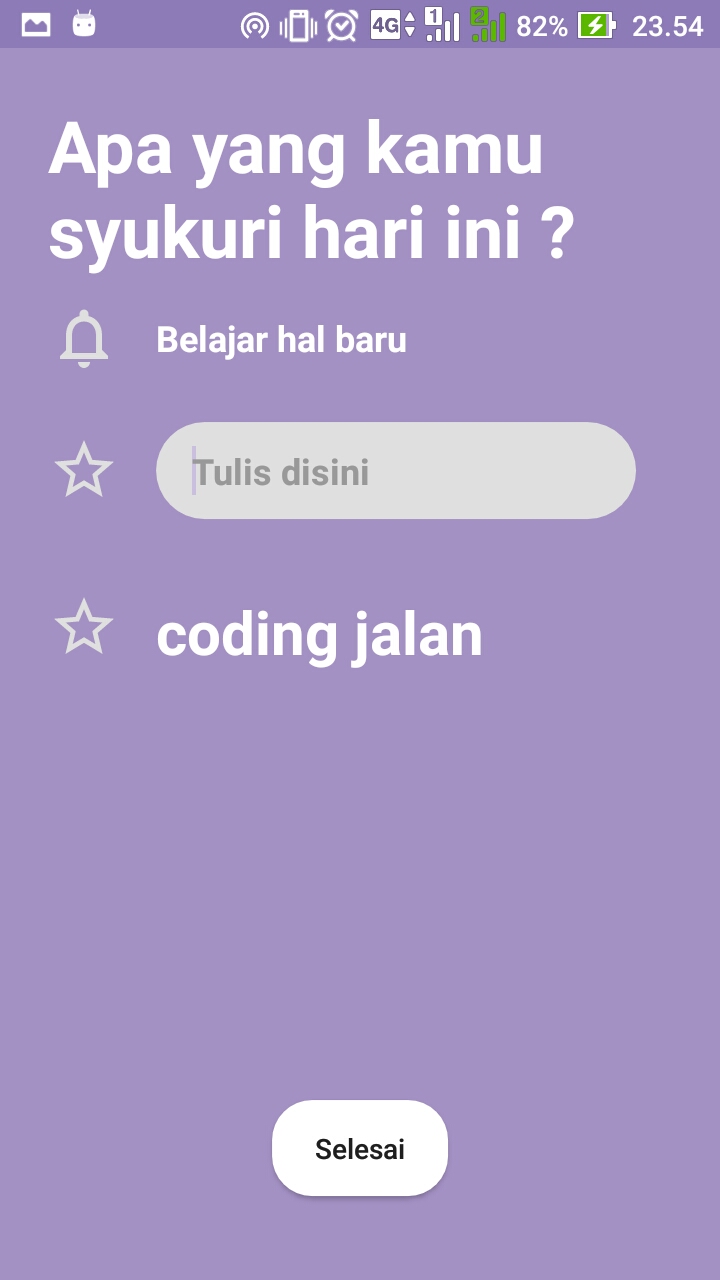 4G 1 2 82% 23.54
Apa yang kamu
syukuri hari ini ?
Belajar hal baru
Tulis disini
coding jalan
Selesai